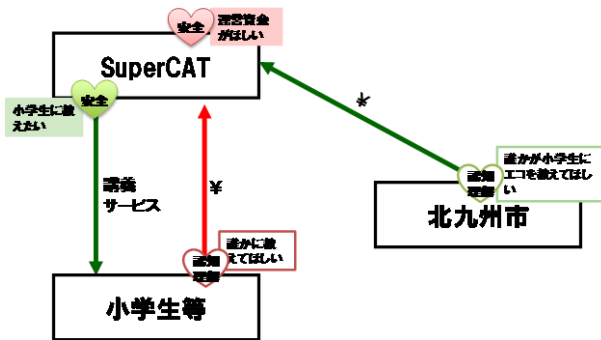 安全
運営資金
がほしい
SuperCAT
小学生に教
えたい
安全
¥
講義
サービス
¥
誰かが小学生に
エコを教えてほし
い
認知
理解
北九州市
誰かに教
えてほしい
認知
理解
小学生等